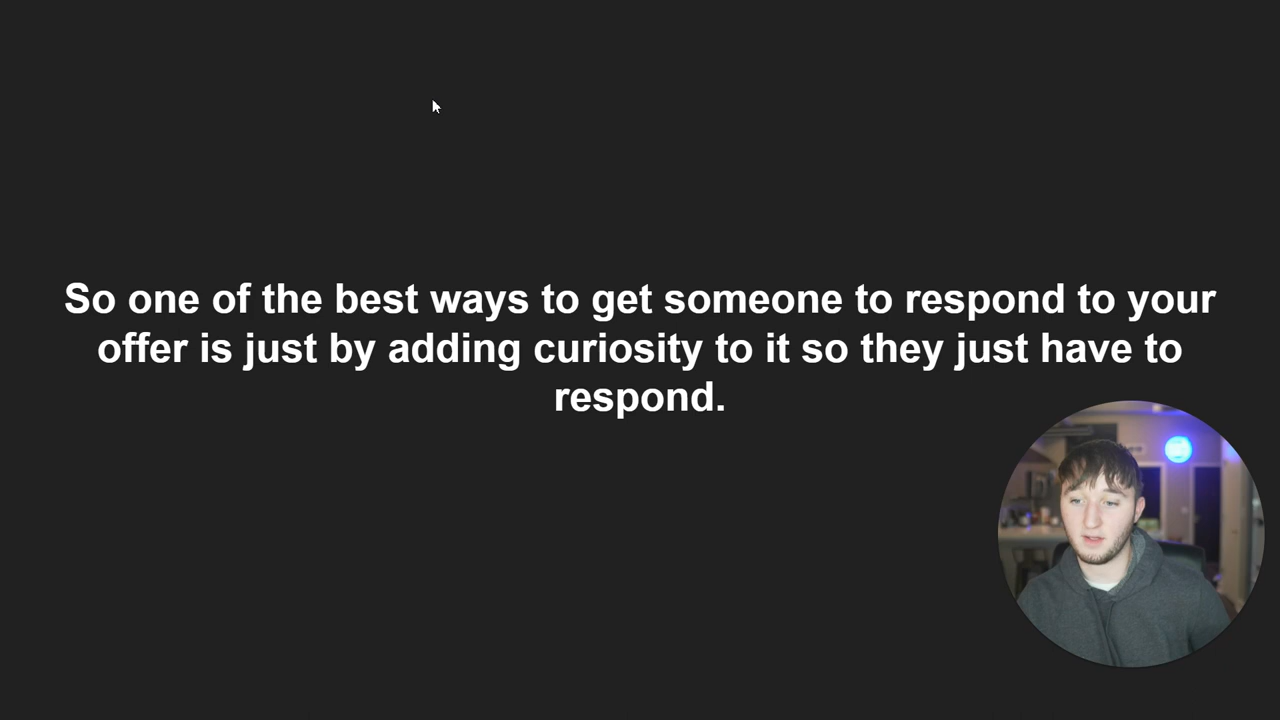 So one of the best ways to get someone to respond to your
offer is just by adding curiosity to it so they just have to
respond.